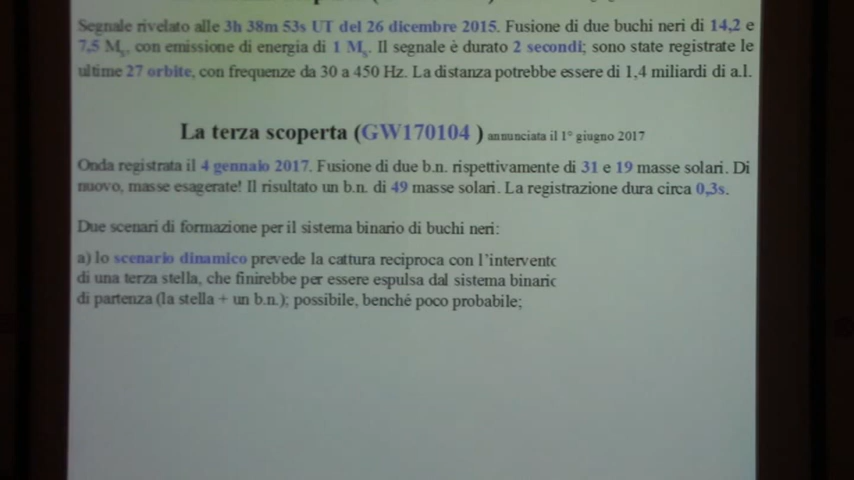 Segnale rivelato alle 3h 38m 53s UT del 26 dicembre 2015. Fusione di due buchi neri di 14,2 e
7,5 Ms, con emissione di energia di 1 Ms. Il segnale è durato 2 secondi; sono state registrate le
ultime 27 orbite, con frequenze da 30 a 450 Hz. La distanza potrebbe essere di 1,4 miliardi di a.l.
La terza scoperta (GW170104 ) annunciata il 1° giugno 2017
Onda registrata il 4 gennaio 2017. Fusione di due b.n. rispettivamente di 31 e 19 masse solari. Di
nuovo, masse esagerate! Il risultato un b.n. di 49 masse solari. La registrazione dura circa 0,3s.
Due scenari di formazione per il sistema binario di buchi neri:
a) lo scenario dinamico prevede la cattura reciproca con l'intervento
di una terza stella, che finirebbe per essere espulsa dal sistema binario
di partenza (la stella + un b.n.); possibile, benché poco probabile;